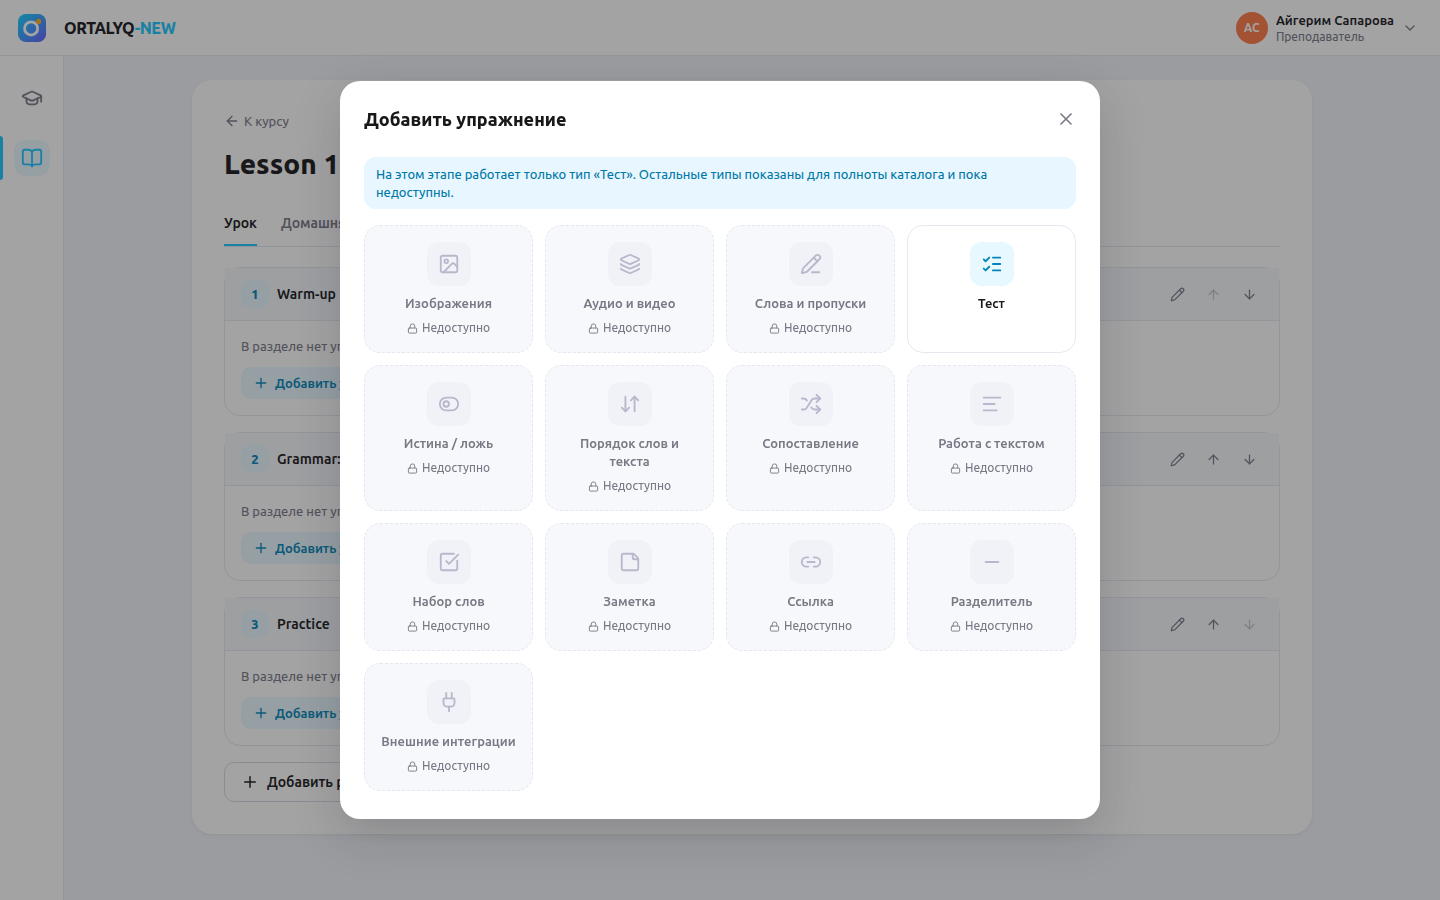 ORTALYQ-NEW
АС
Айгерим Сапарова
Преподаватель
К курсу
Lesson 1
Урок
Добавить упражнение
На этом этапе работает только тип «Тест». Остальные типы показаны для полноты каталога и пока
недоступны.
Изображения
Недоступно
Аудио и видео
Недоступно
Слова и пропуски
Недоступно
Тест
Истина / ложь
Недоступно
Порядок слов и
текста
Недоступно
Сопоставление
Недоступно
Работа с текстом
Недоступно
Набор слов
Недоступно
Заметка
Недоступно
Ссылка
Недоступно
Разделитель
Недоступно
Внешние интеграции
Недоступно
1 Warm-up
В разделе нет
Добавить
2 Grammar:
В разделе нет
Добавить
3 Practice
В разделе нет
Добавить
Добавить